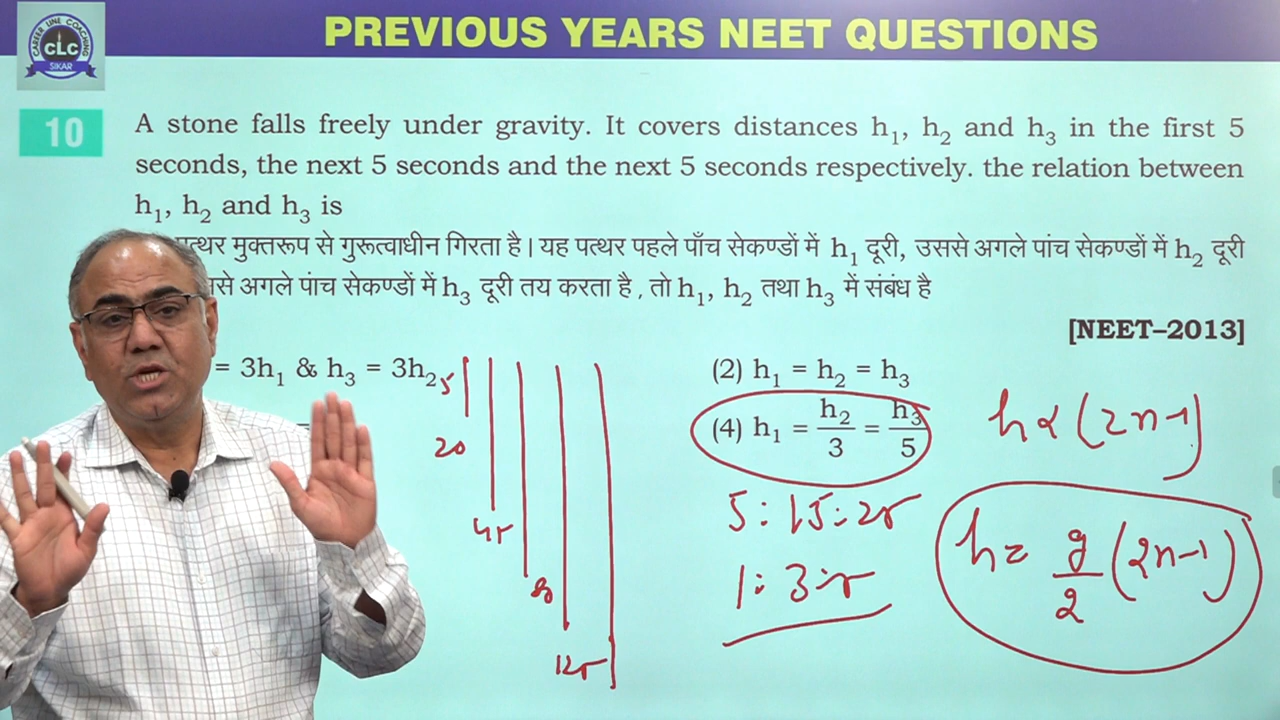 PREVIOUS YEARS NEET QUESTIONS
CAREER LINE COACHING
CLC
SIKAR
10
A stone falls freely under gravity. It covers distances h₁, h₂ and h₃ in the first 5
seconds, the next 5 seconds and the next 5 seconds respectively. the relation between
h₁, h₂ and h₃ is
पत्थर मुक्तरूप से गुरूत्वाधीन गिरता है। यह पत्थर पहले पाँच सेकण्डों में h₁ दूरी, उससे अगले पांच सेकण्डों में h₂ दूरी
से अगले पांच सेकण्डों में h₃ दूरी तय करता है, तो h₁, h₂ तथा h₃ में संबंध है
[NEET–2013]
= 3h₁ & h₃ = 3h₂
(2) h₁ = h₂ = h₃
=
(4) h₁ = h₂/3 = h₃/5
h ∝ (2n-1)
5
20
45
80
125
5 : 15 : 25
1 : 3 : 5
h = g/2 (2n-1)